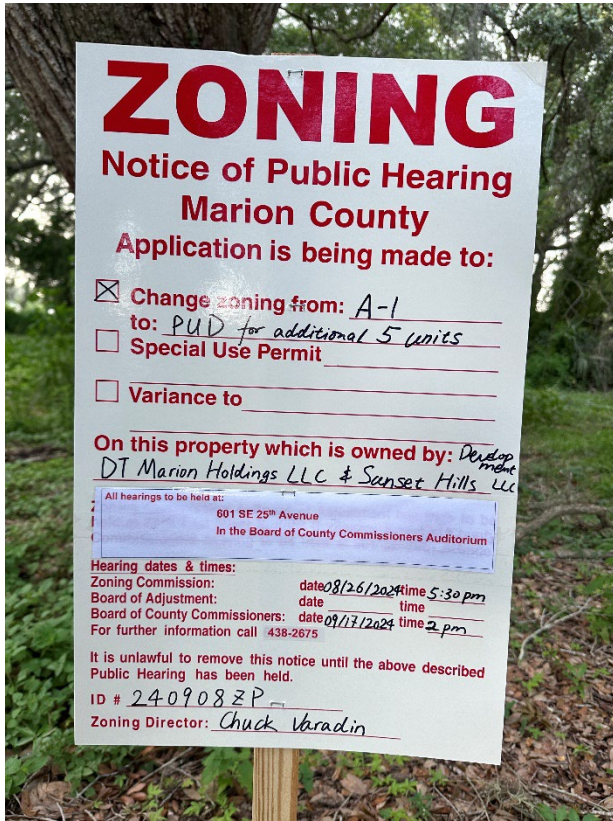 ZONING
Notice of Public Hearing
Marion County
Application is being made to:
☒ Change zoning from: A-1
to: PUD for additional 5 units
☐ Special Use Permit
☐ Variance to
On this property which is owned by: Develop
ment
DT Marion Holdings LLC & Sunset Hills LLC
All hearings to be held at:
601 SE 25th Avenue
In the Board of County Commissioners Auditorium
Hearing dates & times:
Zoning Commission: date 08/26/2024 time 5:30 pm
Board of Adjustment: date time
Board of County Commissioners: date 09/17/2024 time 2 pm
For further information call 438-2675
It is unlawful to remove this notice until the above described
Public Hearing has been held.
ID # 240908ZP
Zoning Director: Chuck Varadin